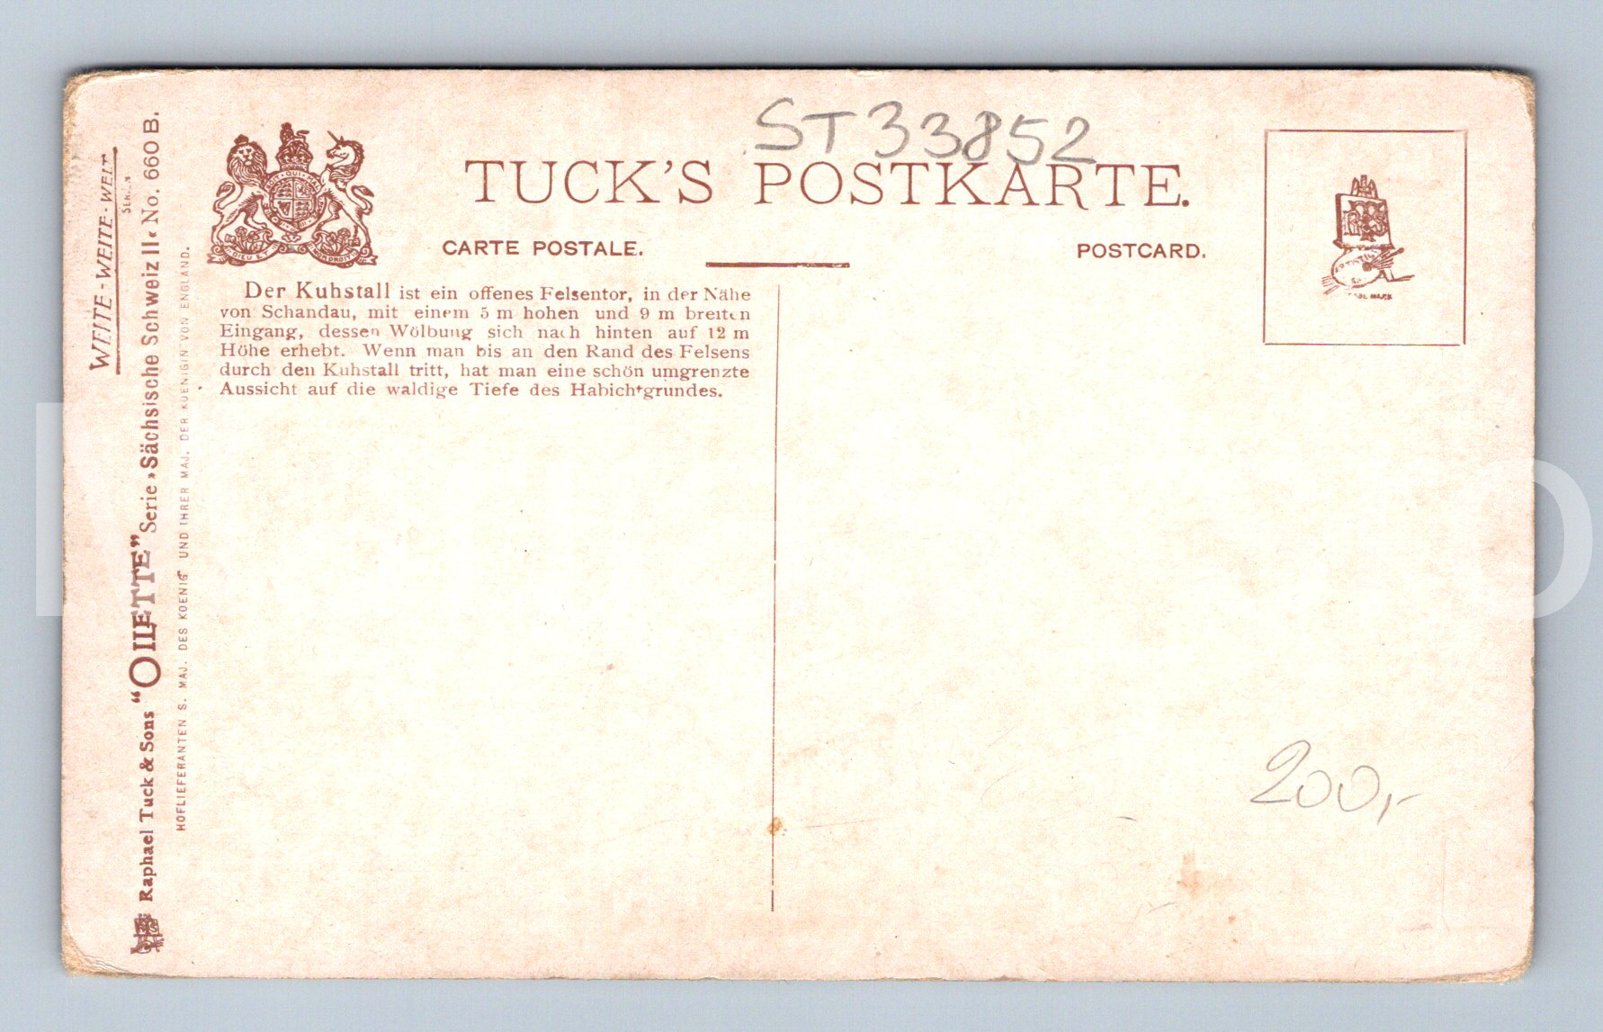 ST33852
TUCK'S POSTKARTE.
CARTE POSTALE.
POSTCARD.
Der Kuhstall ist ein offenes Felsentor, in der Nähe
von Schandau, mit einem 5 m hohen und 9 m breiten
Eingang, dessen Wölbung sich nach hinten auf 12 m
Höhe erhebt. Wenn man bis an den Rand des Felsens
durch den Kuhstall tritt, hat man eine schön umgrenzte
Aussicht auf die waldige Tiefe des Habichtgrundes.
WEITE-WEITE-WELT
SERIEN
Raphael Tuck & Sons “OILETTE” Serie »Sächsische Schweiz II« No. 660 B.
HOFLIEFERANTEN S. MAJ. DES KOENIGS UND IHRER MAJ. DER KOENIGIN VON ENGLAND.
200,-